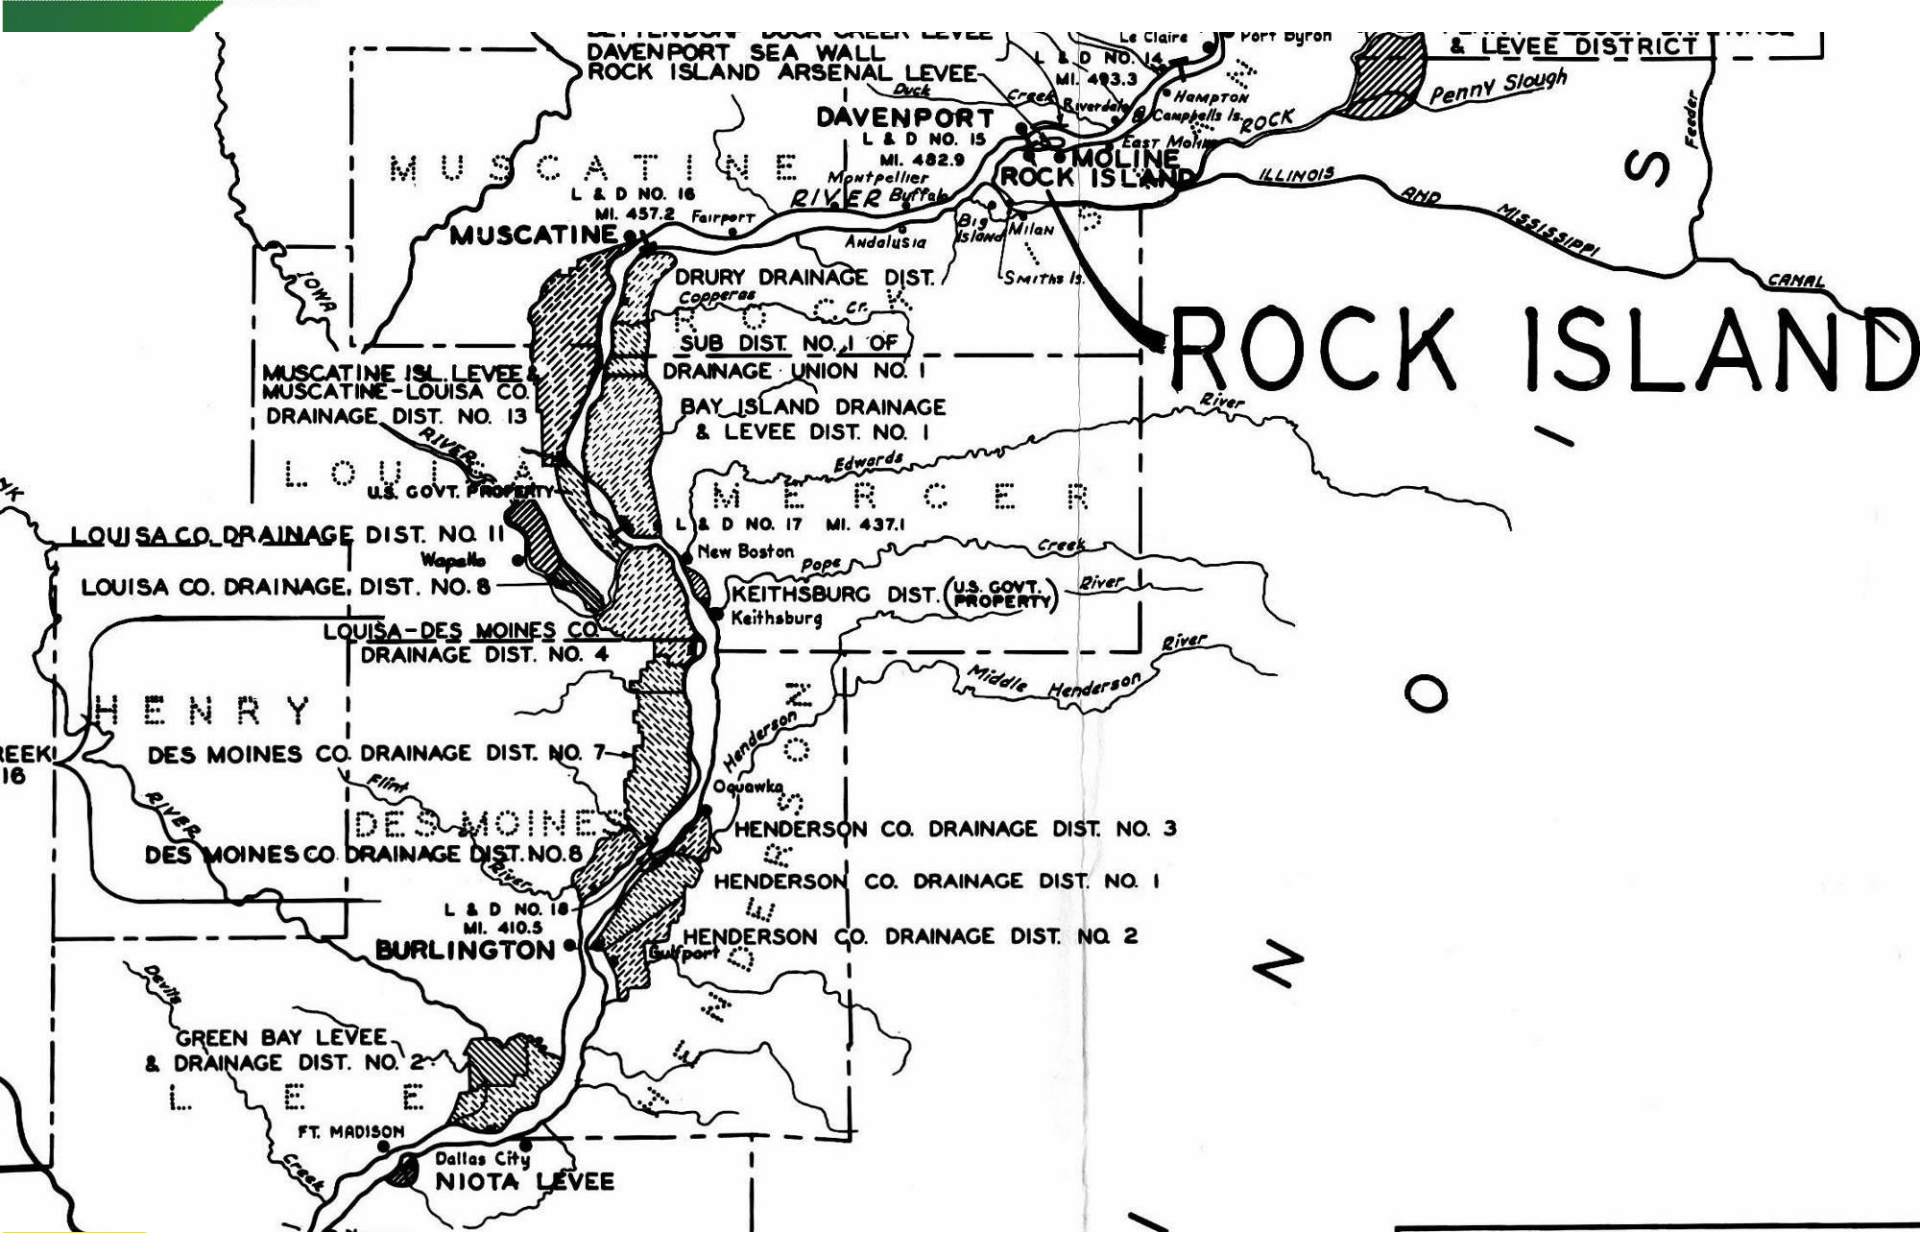 BETTENDORF DUCK CREEK LEVEE
DAVENPORT SEA WALL
ROCK ISLAND ARSENAL LEVEE
Le Claire
Port Byron
L & D NO. 14
MI. 493.3
& LEVEE DISTRICT
Penny Slough
Feeder
Duck
Creek
Riverdale
HAMPTON
Campbells Is.
ROCK
DAVENPORT
L & D NO. 15
MI. 482.9
East Moline
MOLINE
ROCK ISLAND
MUSCATINE
L & D NO. 16
MI. 457.2
Fairport
Montpellier
RIVER
Buffalo
ILLINOIS
AND
MISSISSIPPI
CANAL
S
MUSCATINE
Andalusia
Big
Island
Milan
Smiths Is.
IOWA
DRURY DRAINAGE DIST.
Copperas
Cr.
ROCK
IS
ROCK ISLAND
SUB DIST. NO. 1 OF
DRAINAGE UNION NO. 1
MUSCATINE ISL. LEVEE &
MUSCATINE-LOUISA CO.
DRAINAGE DIST. NO. 13
BAY ISLAND DRAINAGE
& LEVEE DIST. NO. 1
River
RIVER
Edwards
LOUISA
U.S. GOVT. PROPERTY
MERCER
L & D NO. 17 MI. 437.1
LOUISA CO. DRAINAGE DIST. NO. 11
Wapello
New Boston
Pope
Creek
LOUISA CO. DRAINAGE DIST. NO. 8
KEITHSBURG DIST. (U.S. GOVT.
PROPERTY)
River
Keithsburg
LOUISA-DES MOINES CO.
DRAINAGE DIST. NO. 4
River
Middle
Henderson
O
HENRY
Henderson
DES MOINES CO. DRAINAGE DIST. NO. 7
REEK
16
RIVER
Flint
Oquawka
DES MOINES
HENDERSON CO. DRAINAGE DIST. NO. 3
DES MOINES CO. DRAINAGE DIST. NO. 8
River
HENDERSON CO. DRAINAGE DIST. NO. 1
HENDERSON
L & D NO. 18
MI. 410.5
HENDERSON CO. DRAINAGE DIST. NO. 2
BURLINGTON
Gulfport
N
Devils
GREEN BAY LEVEE
& DRAINAGE DIST. NO. 2
LEE
FT. MADISON
Creek
Dallas City
NIOTA LEVEE